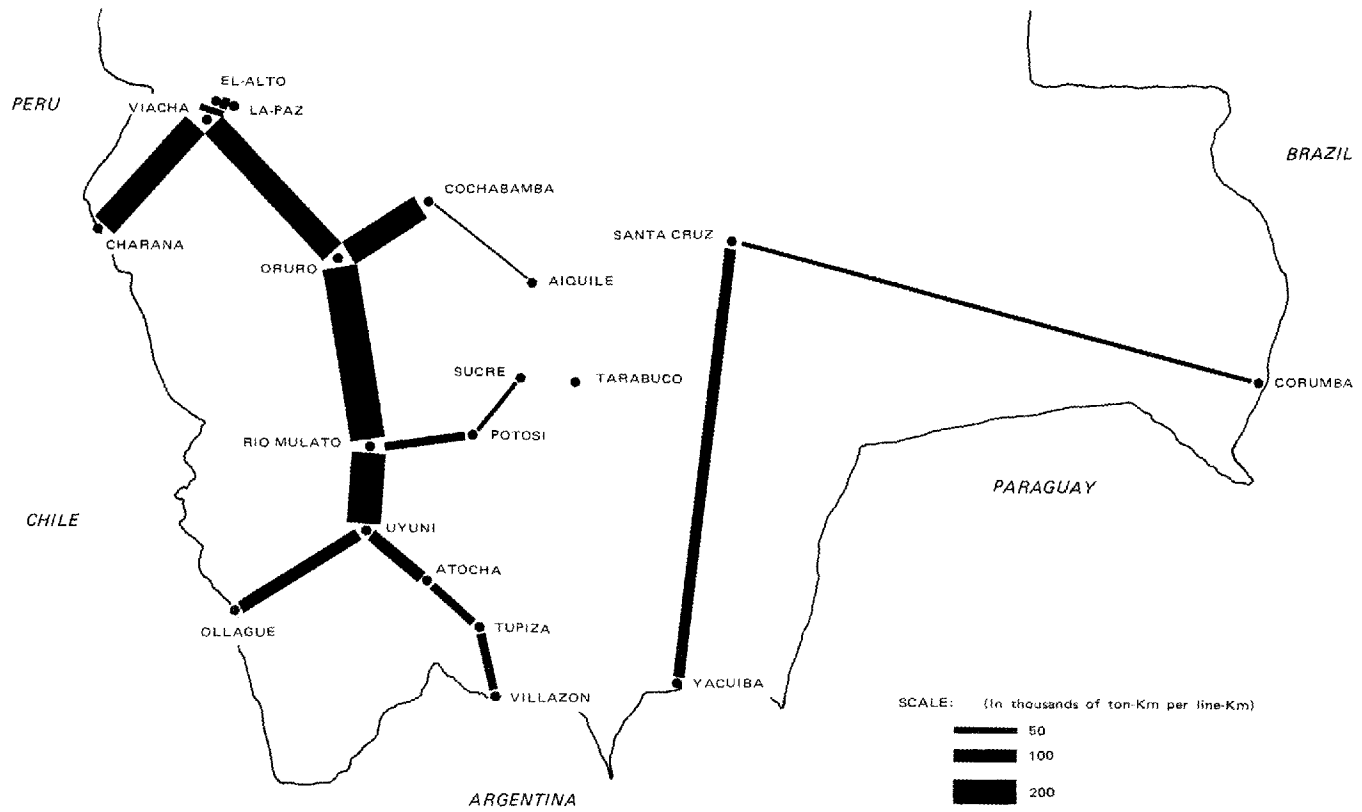 EL-ALTO
PERU
VIACHA
LA-PAZ
BRAZIL
COCHABAMBA
SANTA CRUZ
CHARANA
ORURO
AIQUILE
SUCRE
TARABUCO
CORUMBA
RIO MULATO
POTOSI
PARAGUAY
CHILE
UYUNI
ATOCHA
OLLAGUE
TUPIZA
YACUIBA
VILLAZON
SCALE: (In thousands of ton-Km per line-Km)
50
100
200
ARGENTINA